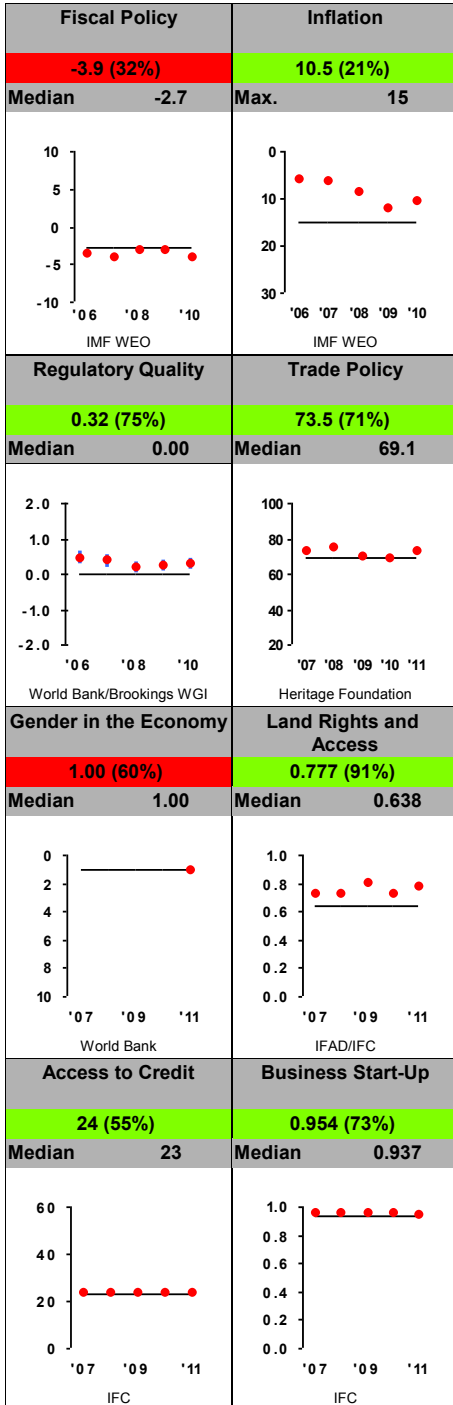 Fiscal Policy
-3.9 (32%)
Median -2.7
10
5
0
-5
-10
'06 '08 '10
IMF WEO
Inflation
10.5 (21%)
Max. 15
0
10
20
30
'06 '07 '08 '09 '10
IMF WEO
Regulatory Quality
0.32 (75%)
Median 0.00
2.0
1.0
0.0
-1.0
-2.0
'06 '08 '10
World Bank/Brookings WGI
Trade Policy
73.5 (71%)
Median 69.1
100
80
60
40
20
'07 '08 '09 '10 '11
Heritage Foundation
Gender in the Economy
1.00 (60%)
Median 1.00
0
2
4
6
8
10
'07 '09 '11
World Bank
Land Rights and
Access
0.777 (91%)
Median 0.638
1.0
0.8
0.6
0.4
0.2
0.0
'07 '09 '11
IFAD/IFC
Access to Credit
24 (55%)
Median 23
60
40
20
0
'07 '09 '11
IFC
Business Start-Up
0.954 (73%)
Median 0.937
1.0
0.8
0.6
0.4
0.2
0.0
'07 '09 '11
IFC